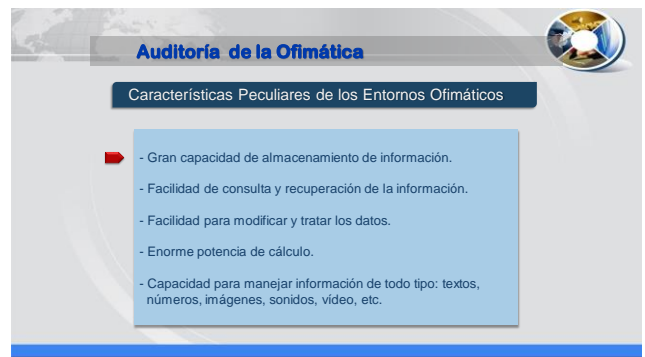 Auditoría de la Ofimática
Características Peculiares de los Entornos Ofimáticos
- Gran capacidad de almacenamiento de información.
- Facilidad de consulta y recuperación de la información.
- Facilidad para modificar y tratar los datos.
- Enorme potencia de cálculo.
- Capacidad para manejar información de todo tipo: textos,
números, imágenes, sonidos, vídeo, etc.